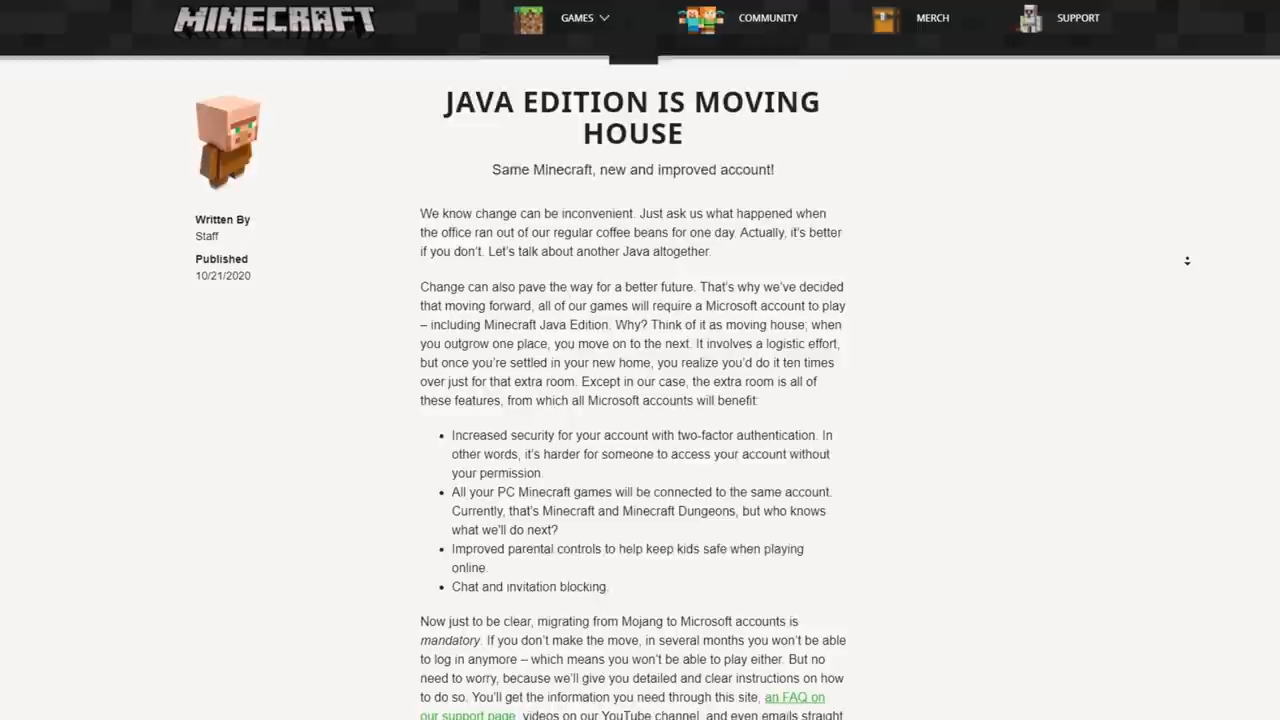 MINECRAFT
GAMES
COMMUNITY
MERCH
SUPPORT
JAVA EDITION IS MOVING
HOUSE
Same Minecraft, new and improved account!
Written By
Staff
Published
10/21/2020
We know change can be inconvenient. Just ask us what happened when
the office ran out of our regular coffee beans for one day. Actually, it's better
if you don't. Let's talk about another Java altogether.
Change can also pave the way for a better future. That's why we've decided
that moving forward, all of our games will require a Microsoft account to play
– including Minecraft Java Edition. Why? Think of it as moving house; when
you outgrow one place, you move on to the next. It involves a logistic effort,
but once you're settled in your new home, you realize you'd do it ten times
over just for that extra room. Except in our case, the extra room is all of
these features, from which all Microsoft accounts will benefit:
• Increased security for your account with two-factor authentication. In
other words, it's harder for someone to access your account without
your permission.
• All your PC Minecraft games will be connected to the same account.
Currently, that's Minecraft and Minecraft Dungeons, but who knows
what we'll do next?
• Improved parental controls to help keep kids safe when playing
online.
• Chat and invitation blocking.
Now just to be clear, migrating from Mojang to Microsoft accounts is
mandatory. If you don't make the move, in several months you won't be able
to log in anymore – which means you won't be able to play either. But no
need to worry, because we'll give you detailed and clear instructions on how
to do so. You'll get the information you need through this site, an FAQ on
our support page, videos on our YouTube channel, and even emails straight